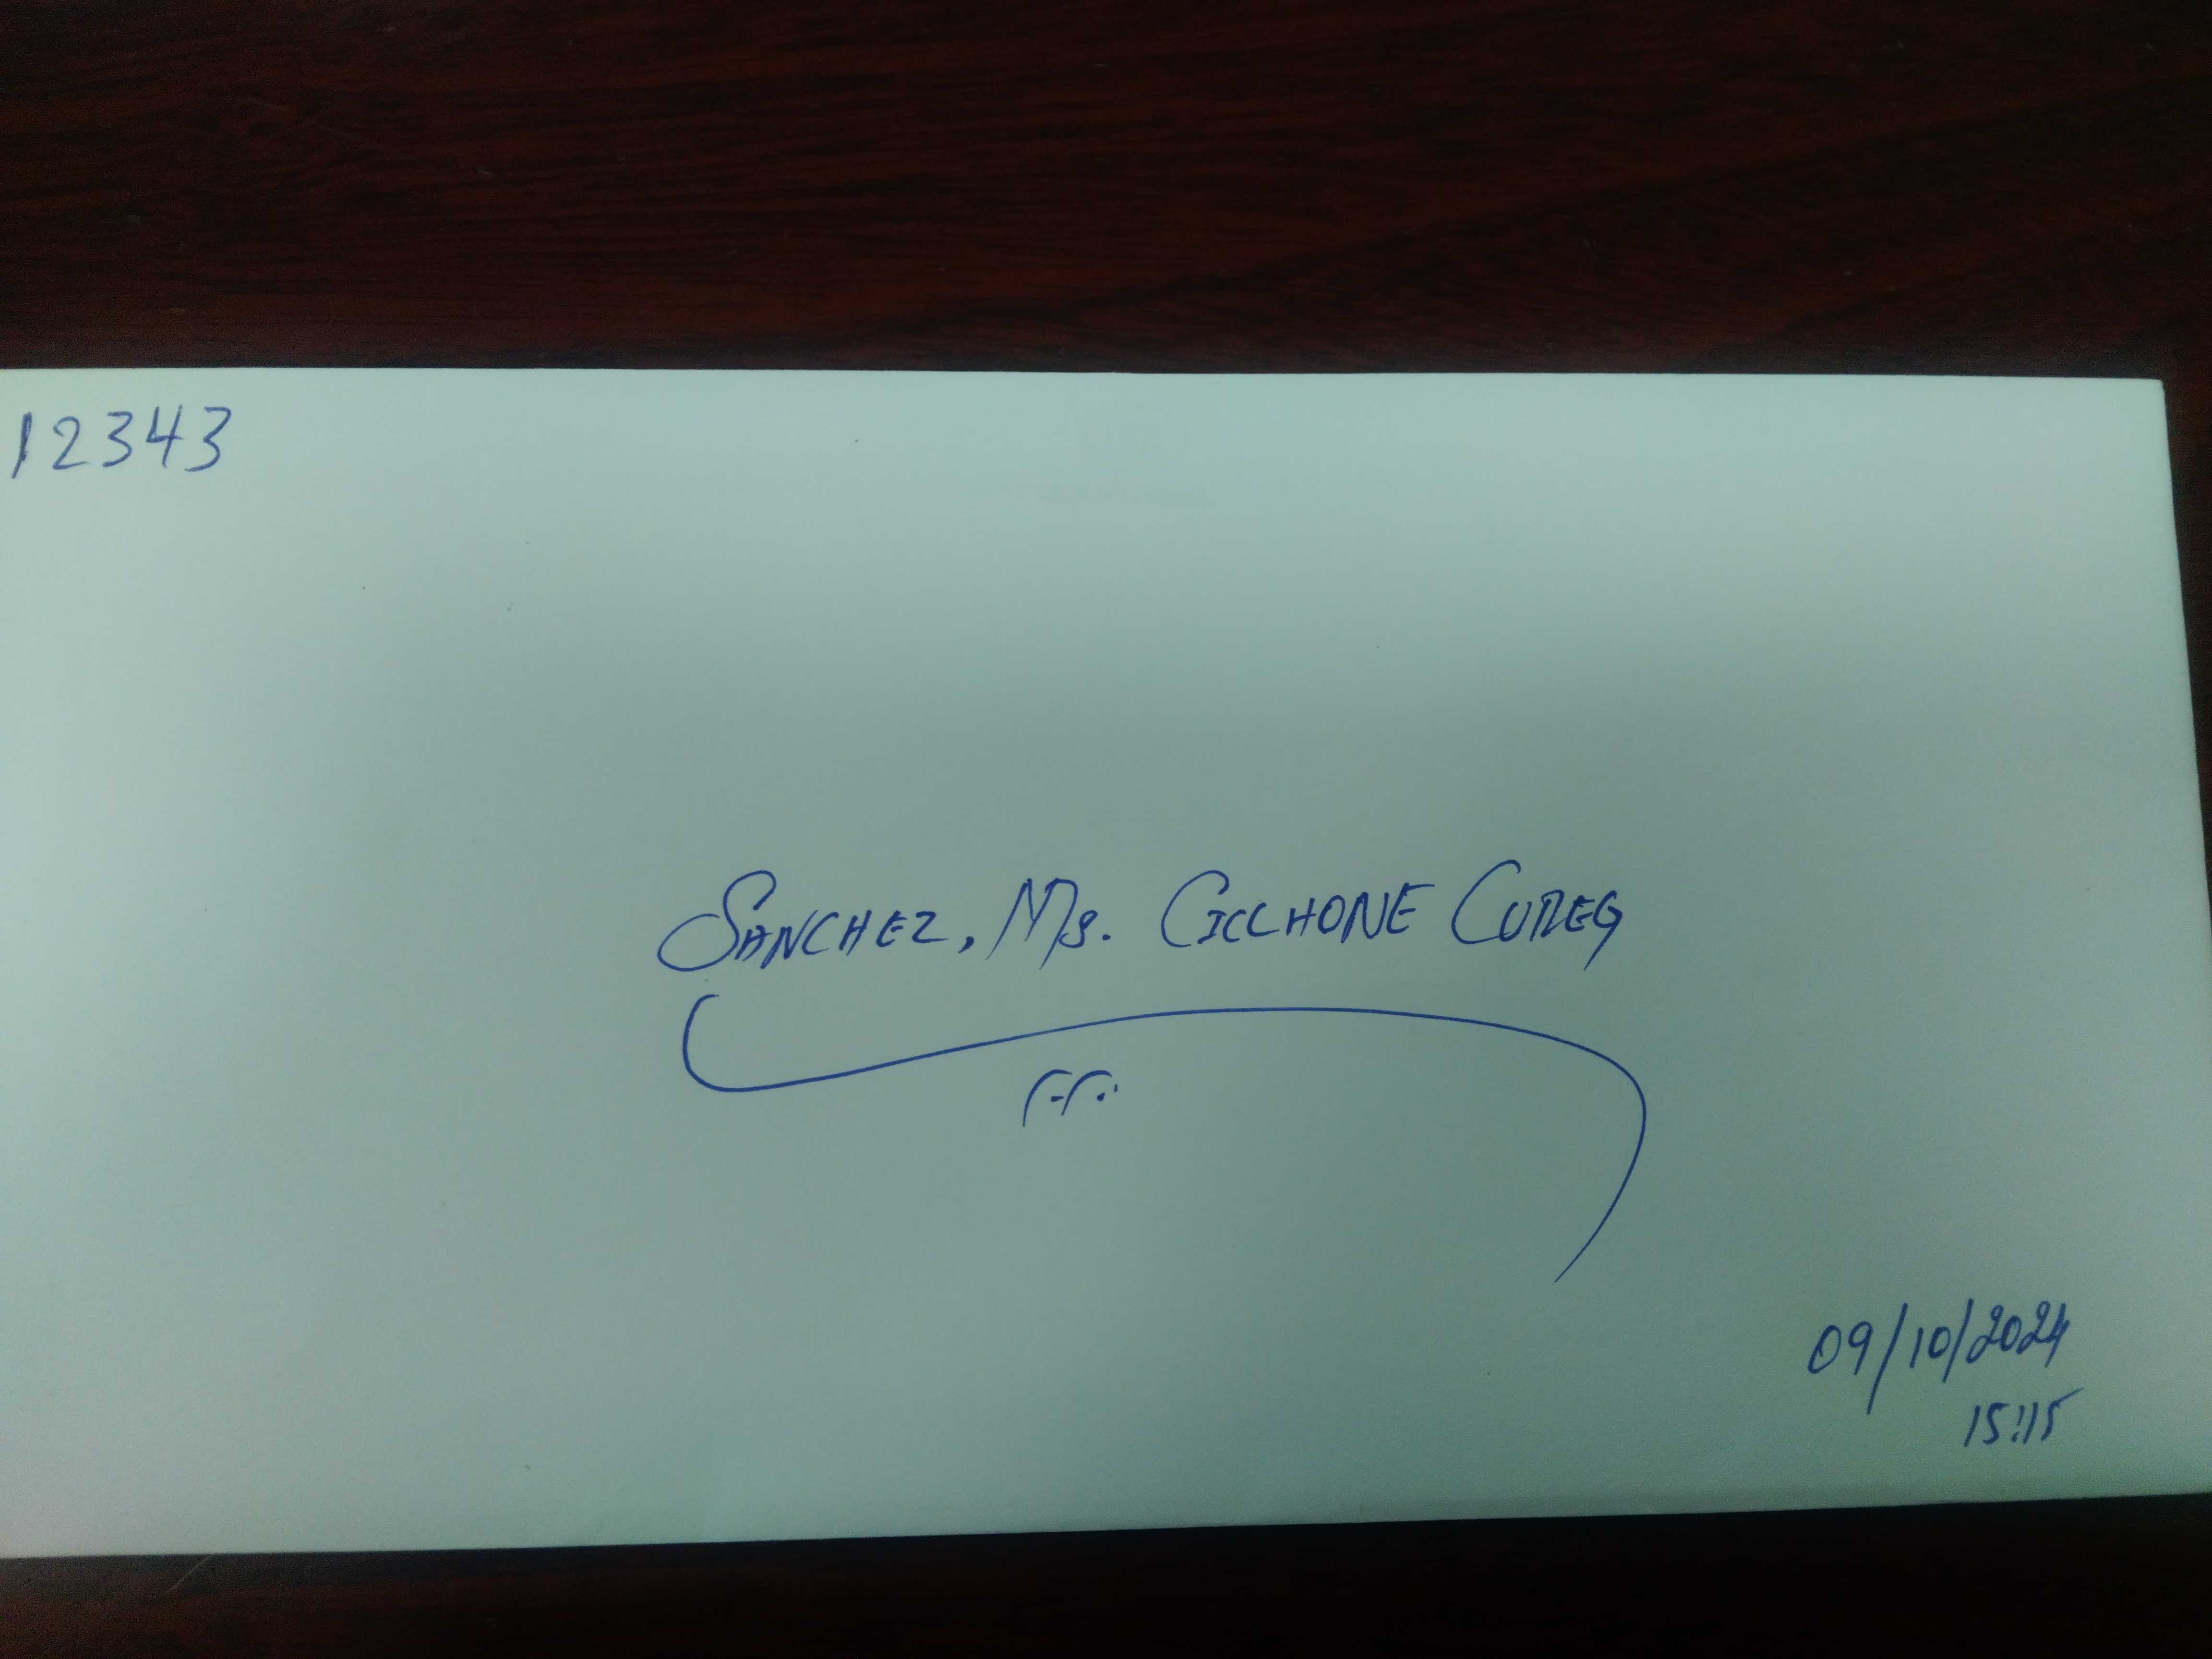 12343
SANCHEZ, Ms. CICCHONE CUREG
09/10/2024
15:15